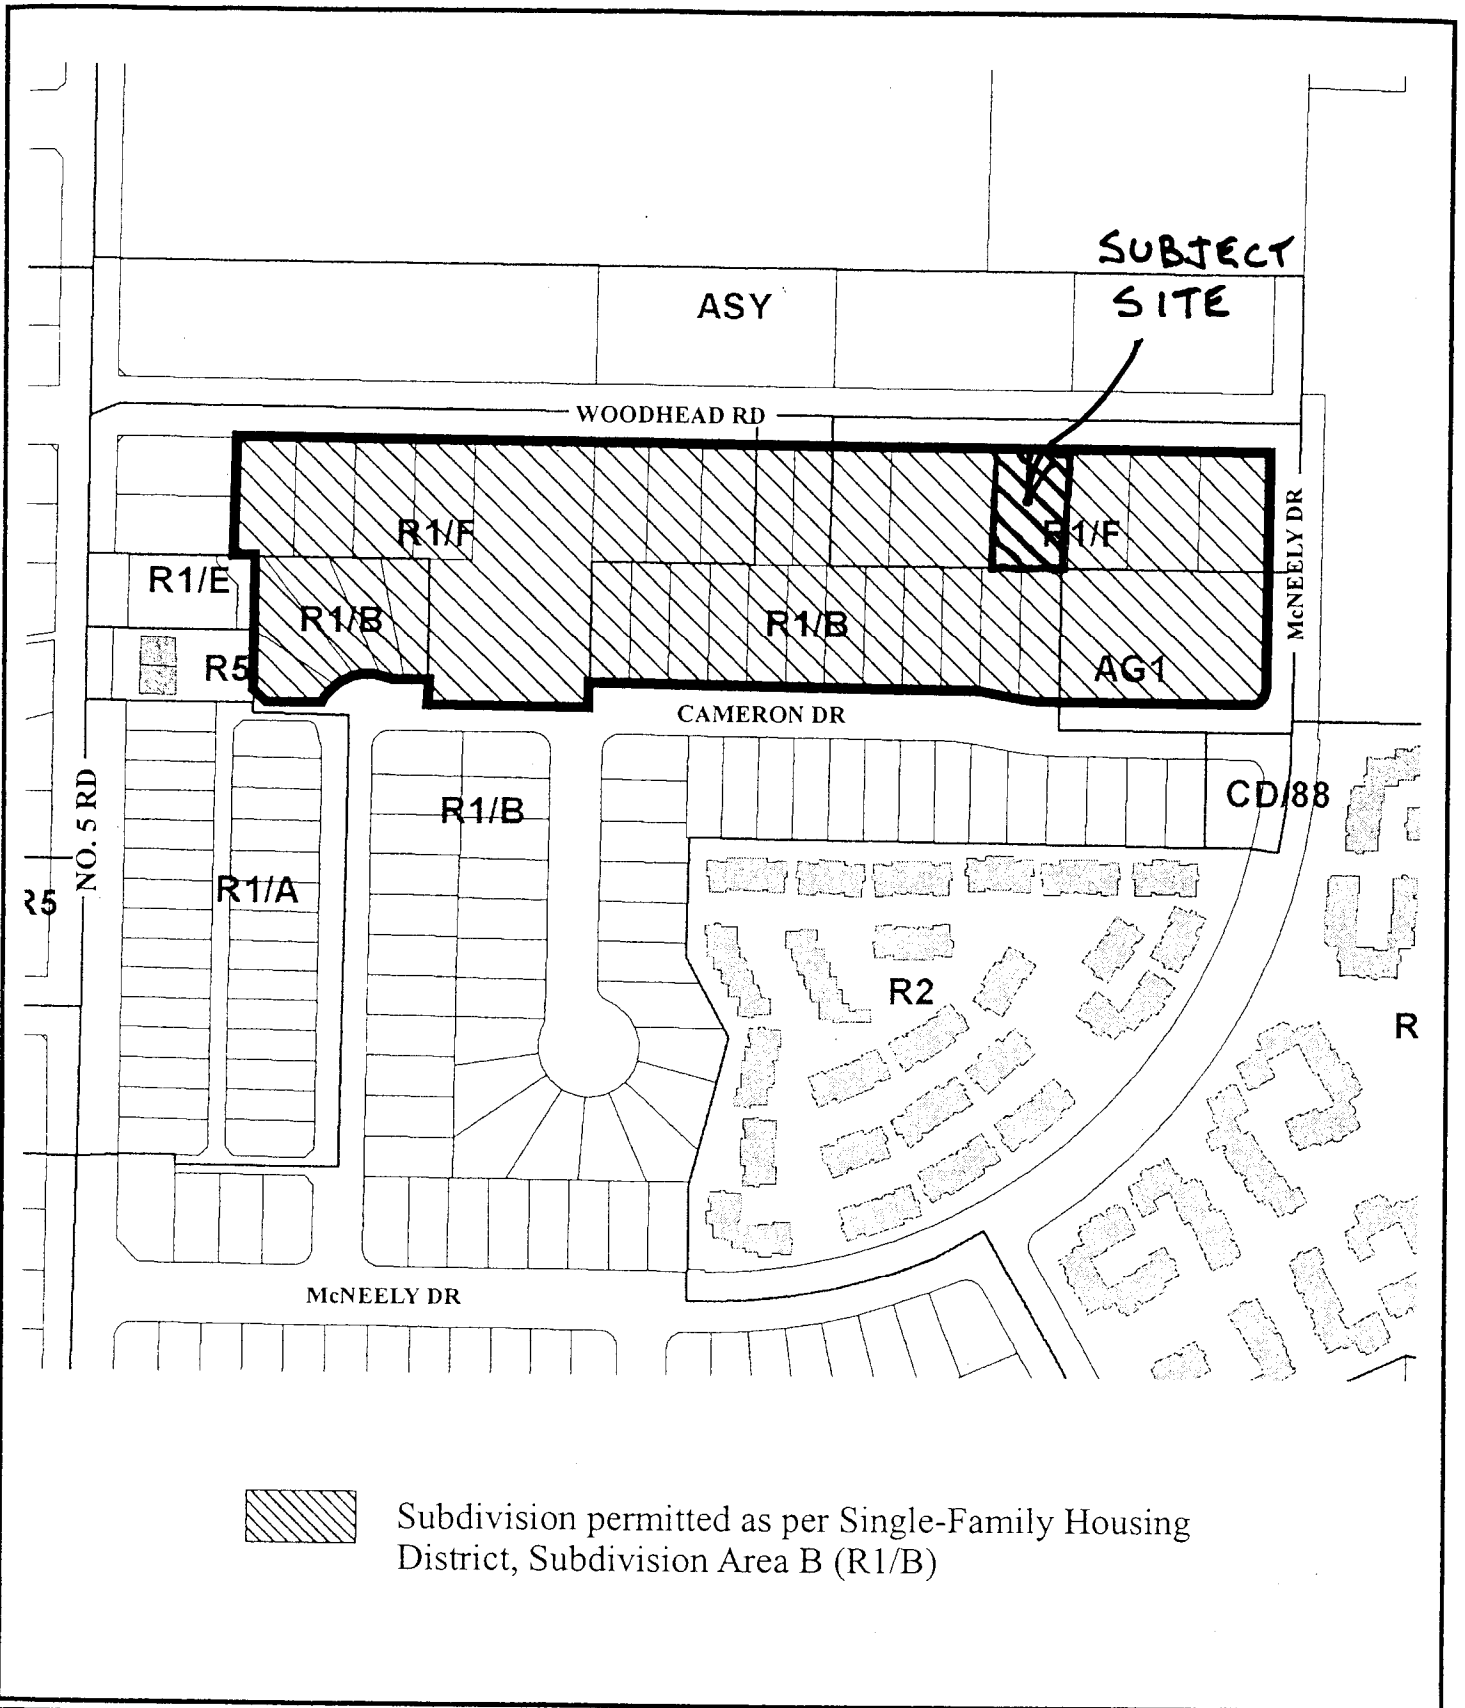 SUBJECT
SITE
ASY
WOODHEAD RD
R1/F
R1/F
McNEELY DR
R1/E
R1/B
R1/B
R5
AG1
CAMERON DR
NO. 5 RD
R1/B
CD/88
R1/A
R5
R2
R
McNEELY DR
Subdivision permitted as per Single-Family Housing
District, Subdivision Area B (R1/B)